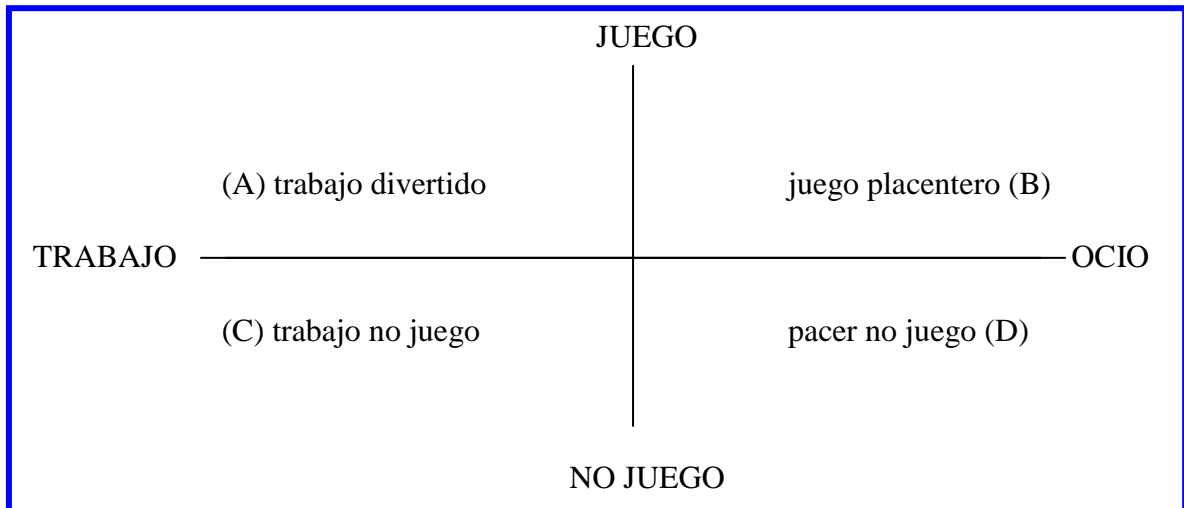 JUEGO
(A) trabajo divertido juego placentero (B)
TRABAJO OCIO
(C) trabajo no juego pacer no juego (D)
NO JUEGO